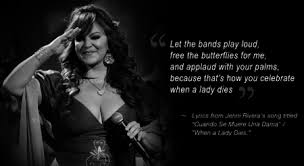 “ Let the bands play loud,
free the butterflies for me,
and applaud with your palms,
because that's how you celebrate
when a lady dies ”
~ Lyrics from Jenni Rivera's song titled
"Cuando Se Muere Una Dama" /
"When a Lady Dies."